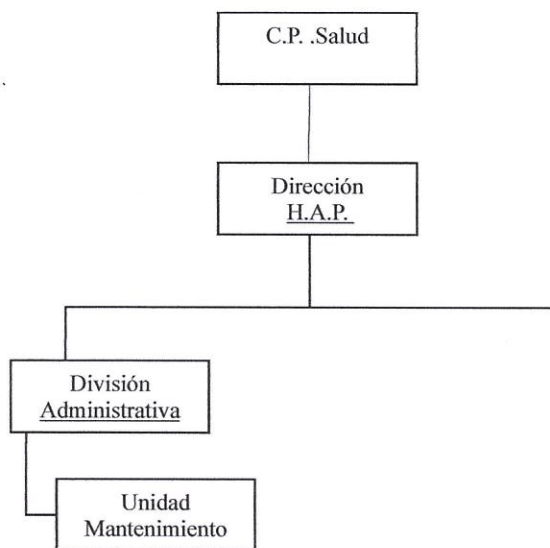 C.P. .Salud
Dirección
H.A.P.
División
Administrativa
Unidad
Mantenimiento